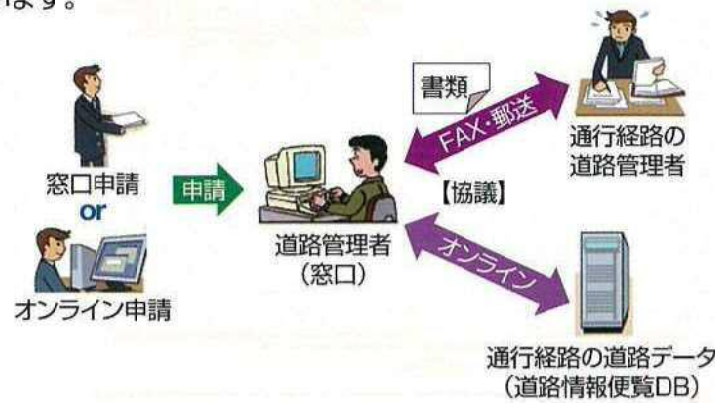 ます。
窓口申請
or
オンライン申請
申請
道路管理者
（窓口）
書類
FAX・郵送
【協議】
オンライン
通行経路の
道路管理者
通行経路の道路データ
（道路情報便覧DB）